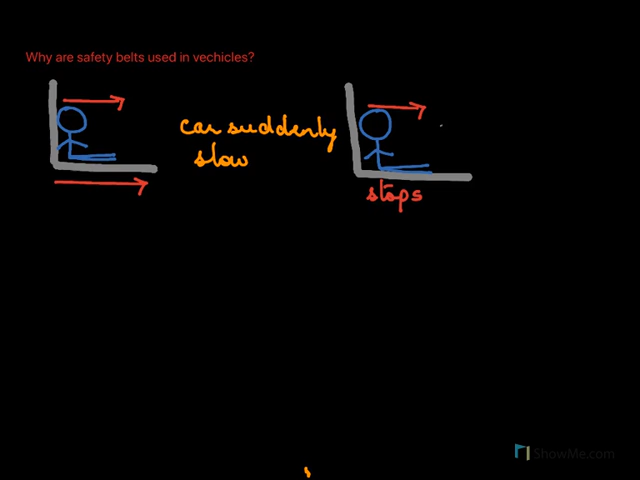 Why are safety belts used in vechicles?
car suddenly
slow
stops
ShowMe.com